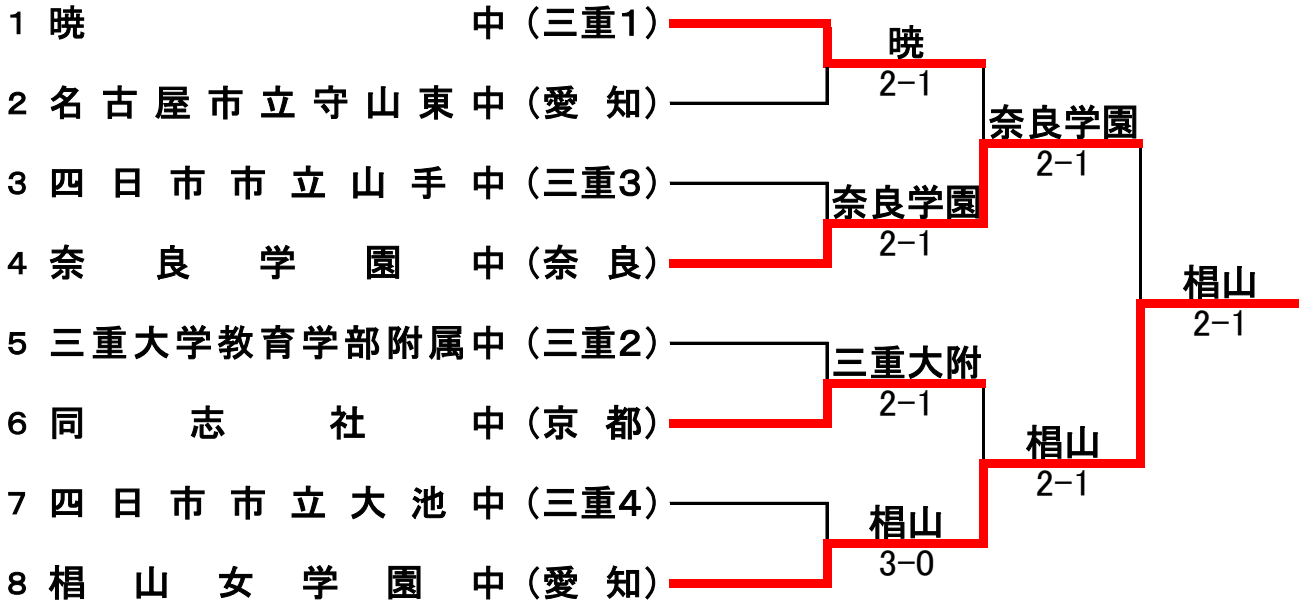 1 暁 中（三重１）
2 名古屋市立守山東中（愛 知）
3 四日市市立山手中（三重３）
4 奈良学園中（奈 良）
5 三重大学教育学部附属中（三重２）
6 同志社中（京 都）
7 四日市市立大池中（三重４）
8 椙山女学園中（愛 知）
暁
2-1
奈良学園
2-1
三重大附
2-1
椙山
3-0
奈良学園
2-1
椙山
2-1
椙山
2-1